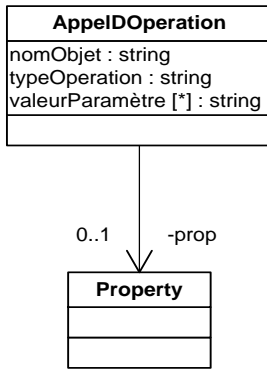 AppelDOperation
nomObjet : string
typeOperation : string
valeurParamètre [*] : string
0..1 -prop
Property